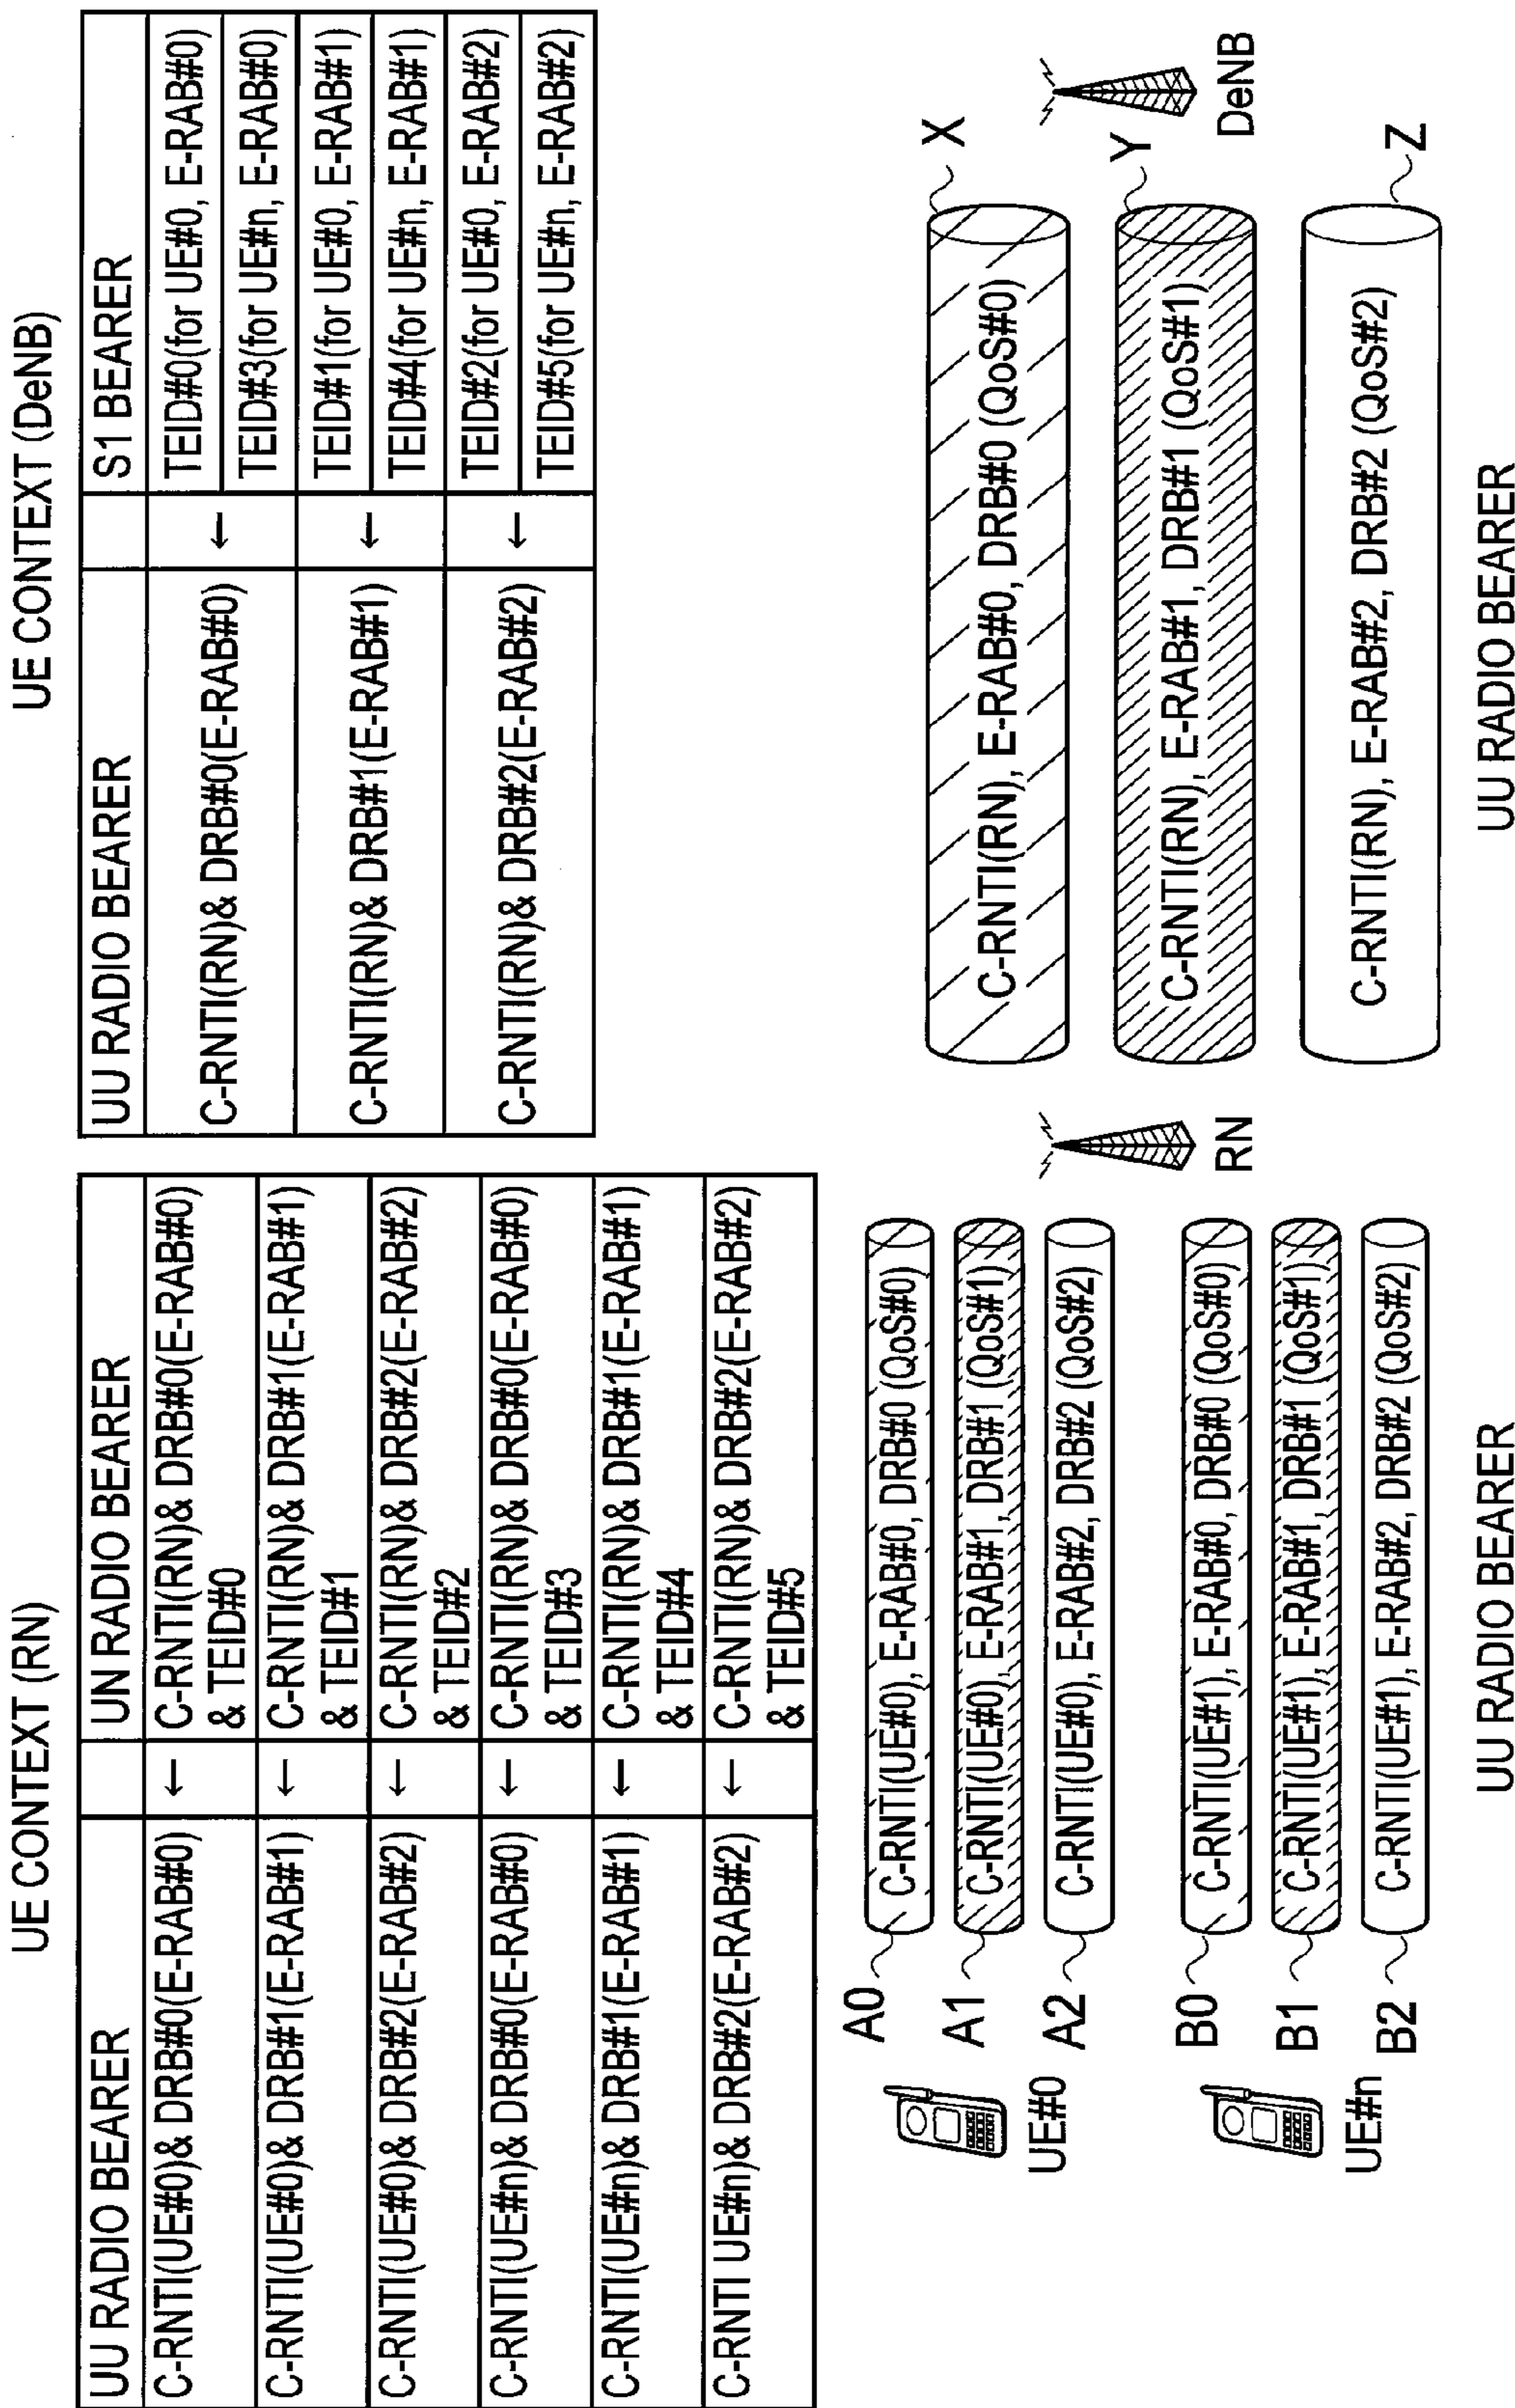 UE CONTEXT (RN)
UU RADIO BEARER
UN RADIO BEARER
C-RNTI(UE#0)& DRB#0(E-RAB#0)
←
C-RNTI(RN)& DRB#0(E-RAB#0)
& TEID#0
C-RNTI(UE#0)& DRB#1(E-RAB#1)
←
C-RNTI(RN)& DRB#1(E-RAB#1)
& TEID#1
C-RNTI(UE#0)& DRB#2(E-RAB#2)
←
C-RNTI(RN)& DRB#2(E-RAB#2)
& TEID#2
C-RNTI(UE#n)& DRB#0(E-RAB#0)
←
C-RNTI(RN)& DRB#0(E-RAB#0)
& TEID#3
C-RNTI(UE#n)& DRB#1(E-RAB#1)
←
C-RNTI(RN)& DRB#1(E-RAB#1)
& TEID#4
C-RNTI UE#n)& DRB#2(E-RAB#2)
←
C-RNTI(RN)& DRB#2(E-RAB#2)
& TEID#5
UE CONTEXT (DeNB)
UU RADIO BEARER
S1 BEARER
C-RNTI(RN)& DRB#0(E-RAB#0)
←
TEID#0(for UE#0, E-RAB#0)
TEID#3(for UE#n, E-RAB#0)
C-RNTI(RN)& DRB#1(E-RAB#1)
←
TEID#1(for UE#0, E-RAB#1)
TEID#4(for UE#n, E-RAB#1)
C-RNTI(RN)& DRB#2(E-RAB#2)
←
TEID#2(for UE#0, E-RAB#2)
TEID#5(for UE#n, E-RAB#2)
A0
C-RNTI(UE#0), E-RAB#0, DRB#0 (QoS#0)
A1
C-RNTI(UE#0), E-RAB#1, DRB#1 (QoS#1)
A2
C-RNTI(UE#0), E-RAB#2, DRB#2 (QoS#2)
UE#0
B0
C-RNTI(UE#1), E-RAB#0, DRB#0 (QoS#0)
B1
C-RNTI(UE#1), E-RAB#1, DRB#1 (QoS#1)
B2
C-RNTI(UE#1), E-RAB#2, DRB#2 (QoS#2)
UE#n
UU RADIO BEARER
RN
X
C-RNTI(RN), E-RAB#0, DRB#0 (QoS#0)
Y
C-RNTI(RN), E-RAB#1, DRB#1 (QoS#1)
Z
C-RNTI(RN), E-RAB#2, DRB#2 (QoS#2)
DeNB
UU RADIO BEARER